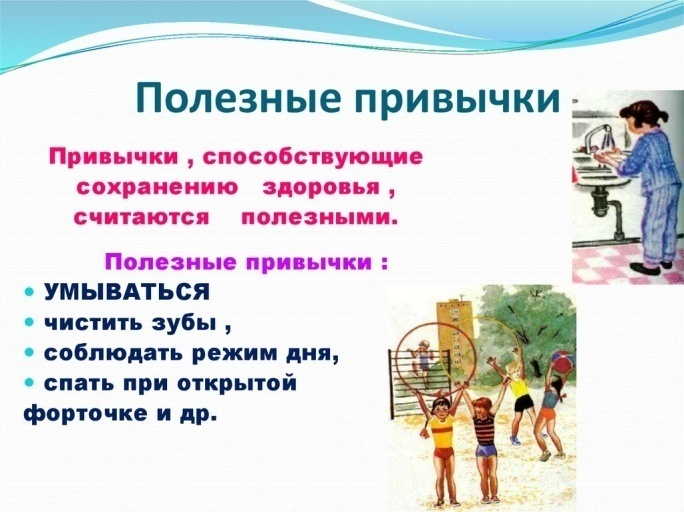 Полезные привычки
Привычки , способствующие
сохранению здоровья ,
считаются полезными.
Полезные привычки :
• УМЫВАТЬСЯ
• чистить зубы ,
• соблюдать режим дня,
• спать при открытой
форточке и др.